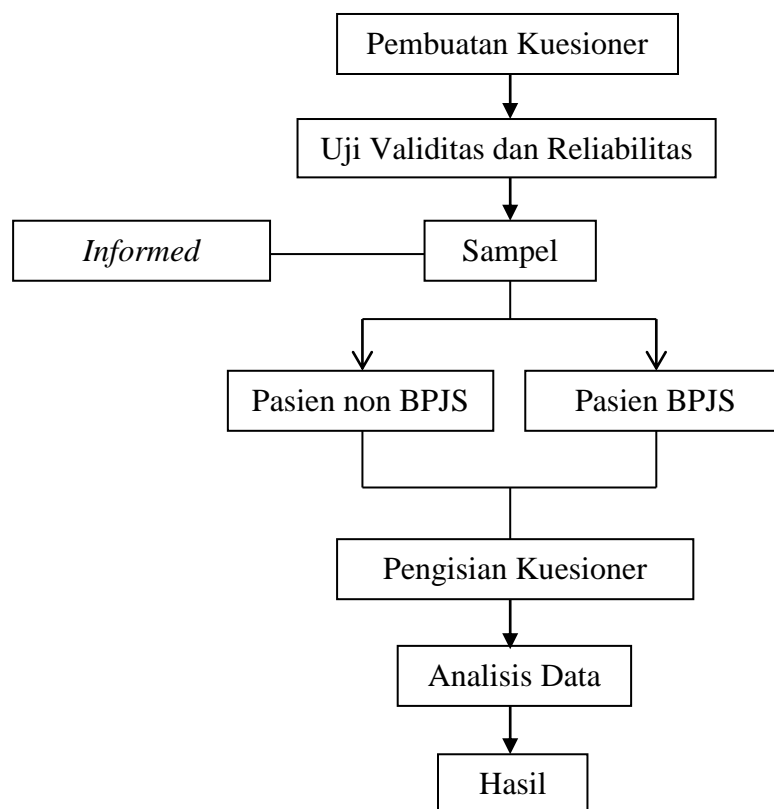 Pembuatan Kuesioner
Uji Validitas dan Reliabilitas
Informed
Sampel
Pasien non BPJS
Pasien BPJS
Pengisian Kuesioner
Analisis Data
Hasil